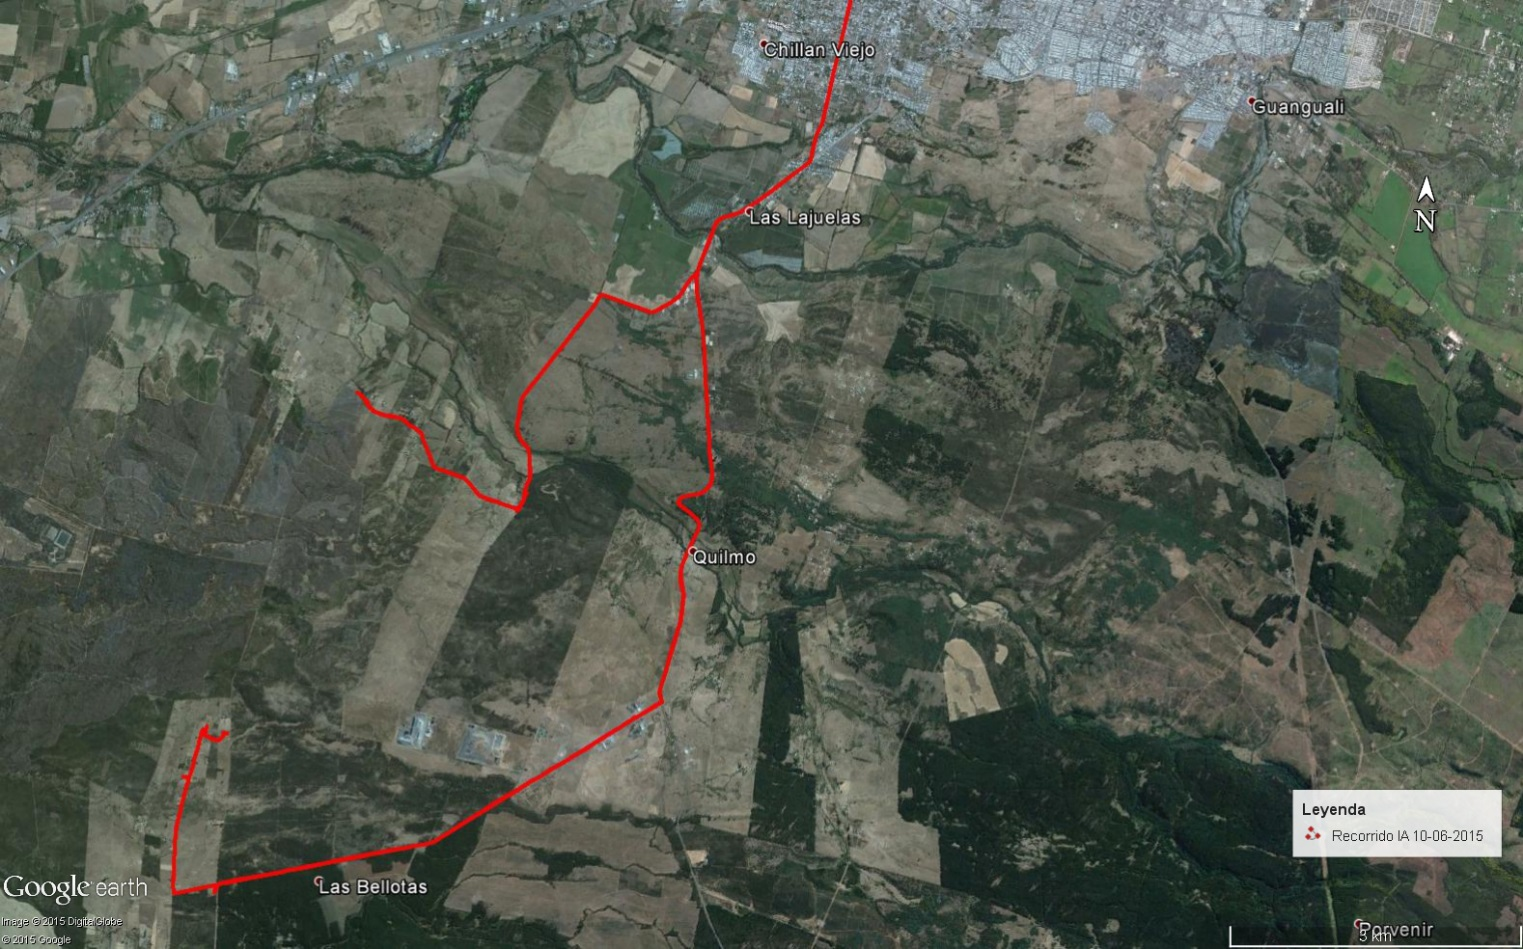 Chillan Viejo
Guanguali
Las Lajuelas
N
Quilmo
Leyenda
Recorrido IA 10-06-2015
Google earth
Las Bellotas
Image © 2015 DigitalGlobe
© 2015 Google
Porvenir
3 km